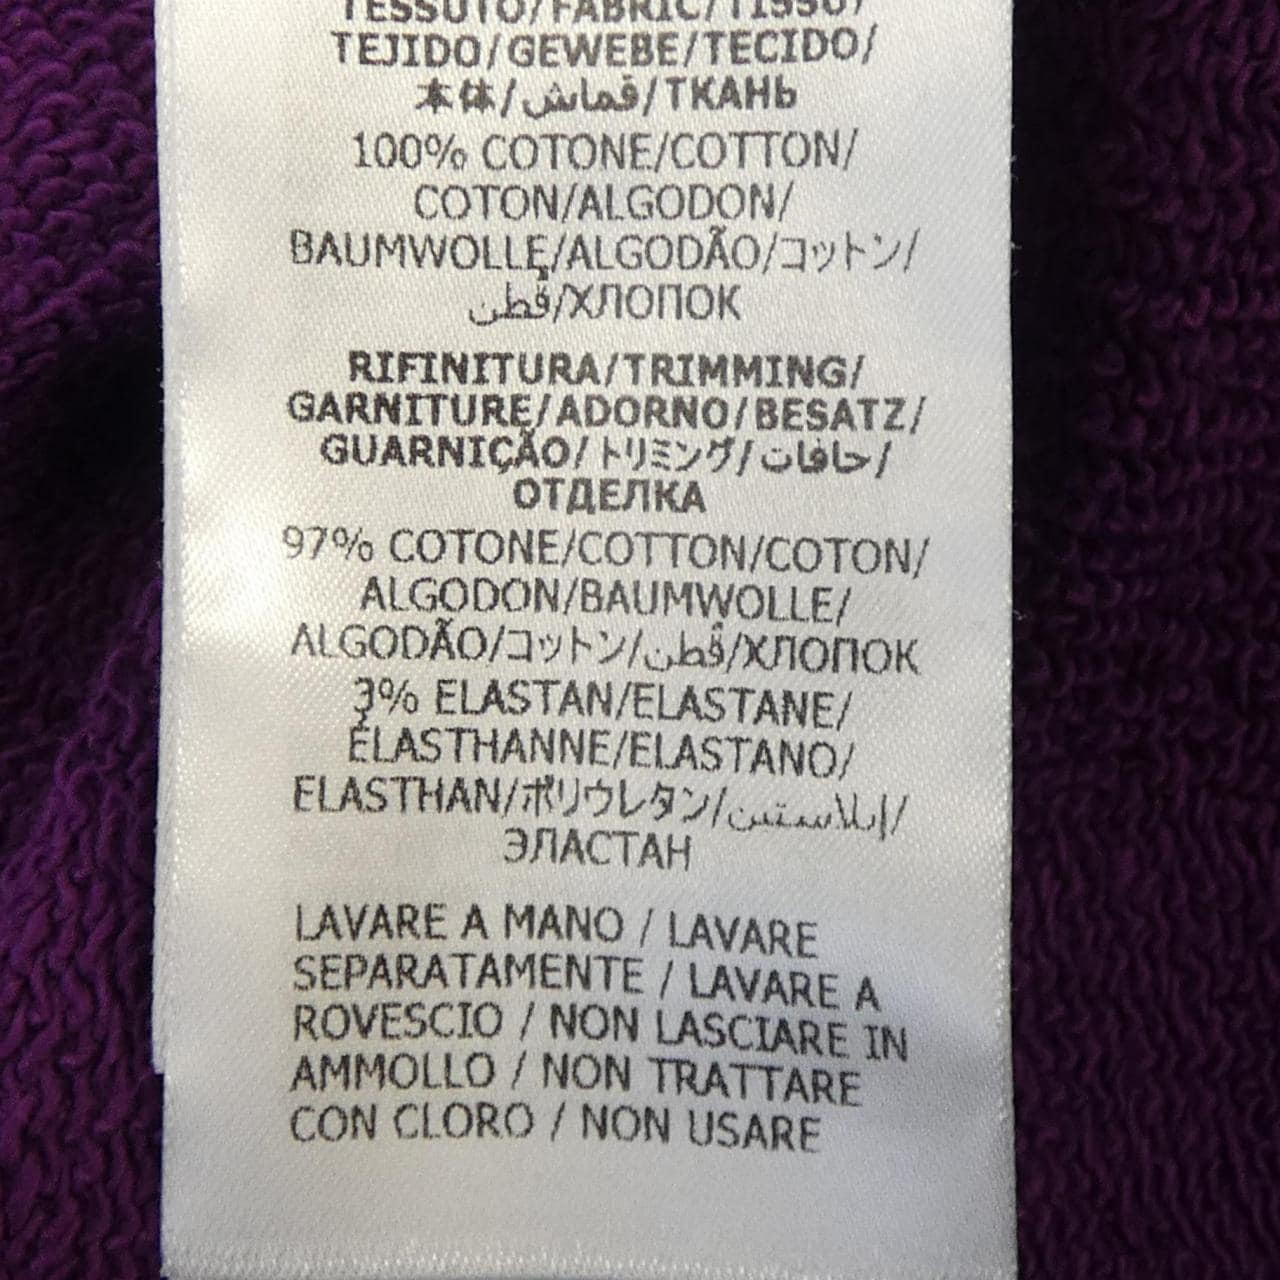 TESSUTO/FABRIC/TISSU/
TEJIDO/GEWEBE/TECIDO/
本体/قماش/ТКАНЬ
100% COTONE/COTTON/
COTON/ALGODON/
BAUMWOLLE/ALGODÃO/コットン/
قطن/ХЛОПОК
RIFINITURA/TRIMMING/
GARNITURE/ADORNO/BESATZ/
GUARNIÇÃO/トリミング/حافات/
ОТДЕЛКА
97% COTONE/COTTON/COTON/
ALGODON/BAUMWOLLE/
ALGODÃO/コットン/قطن/ХЛОПОК
3% ELASTAN/ELASTANE/
ÉLASTHANNE/ELASTANO/
ELASTHAN/ポリウレタン/إيلاستين/
ЭЛАСТАН
LAVARE A MANO / LAVARE
SEPARATAMENTE / LAVARE A
ROVESCIO / NON LASCIARE IN
AMMOLLO / NON TRATTARE
CON CLORO / NON USARE